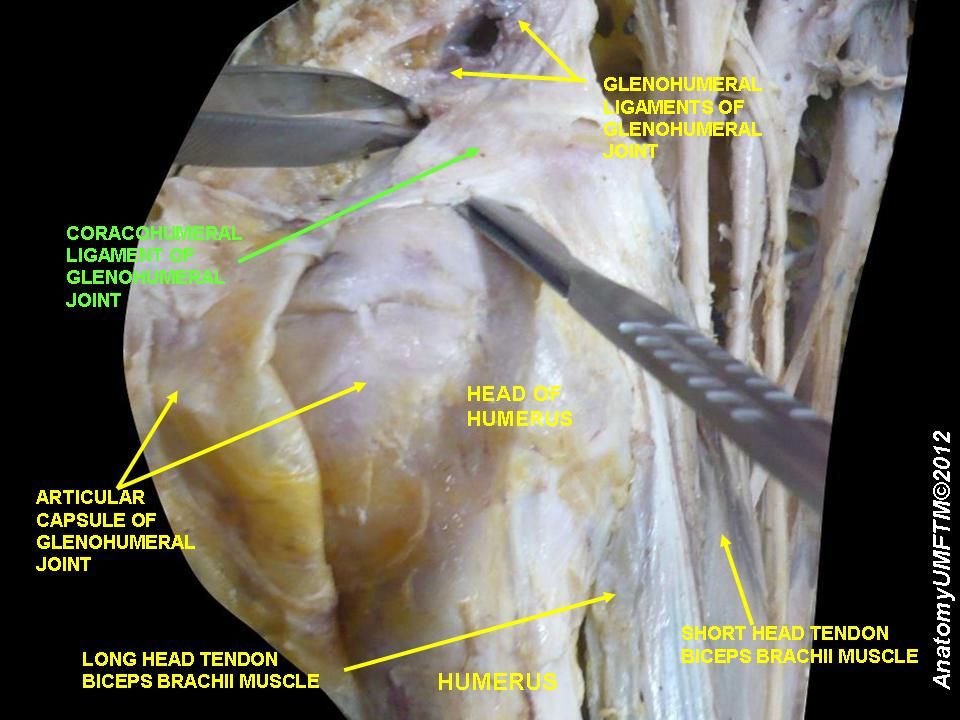 GLENOHUMERAL
LIGAMENTS OF
GLENOHUMERAL
JOINT
CORACOHUMERAL
LIGAMENT OF
GLENOHUMERAL
JOINT
HEAD OF
HUMERUS
ARTICULAR
CAPSULE OF
GLENOHUMERAL
JOINT
SHORT HEAD TENDON
BICEPS BRACHII MUSCLE
LONG HEAD TENDON
BICEPS BRACHII MUSCLE
HUMERUS
AnatomyUMFTM©2012